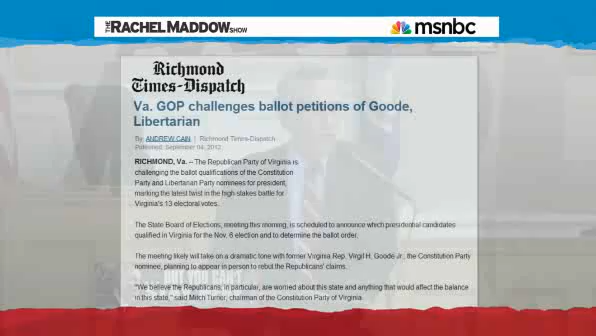 THE RACHEL MADDOW SHOW
msnbc
Richmond
Times-Dispatch
Va. GOP challenges ballot petitions of Goode,
Libertarian
By: ANDREW CAIN | Richmond Times-Dispatch
Published: September 04, 2012
RICHMOND, Va. -- The Republican Party of Virginia is
challenging the ballot qualifications of the Constitution
Party and Libertarian Party nominees for president,
marking the latest twist in the high-stakes battle for
Virginia's 13 electoral votes.
The State Board of Elections, meeting this morning, is scheduled to announce which presidential candidates
qualified in Virginia for the Nov. 6 election and to determine the ballot order.
The meeting likely will take on a dramatic tone with former Virginia Rep. Virgil H. Goode Jr., the Constitution Party
nominee, planning to appear in person to rebut the Republicans' claims.
"We believe the Republicans, in particular, are worried about this state and anything that would affect the balance
in this state," said Mitch Turner, chairman of the Constitution Party of Virginia.